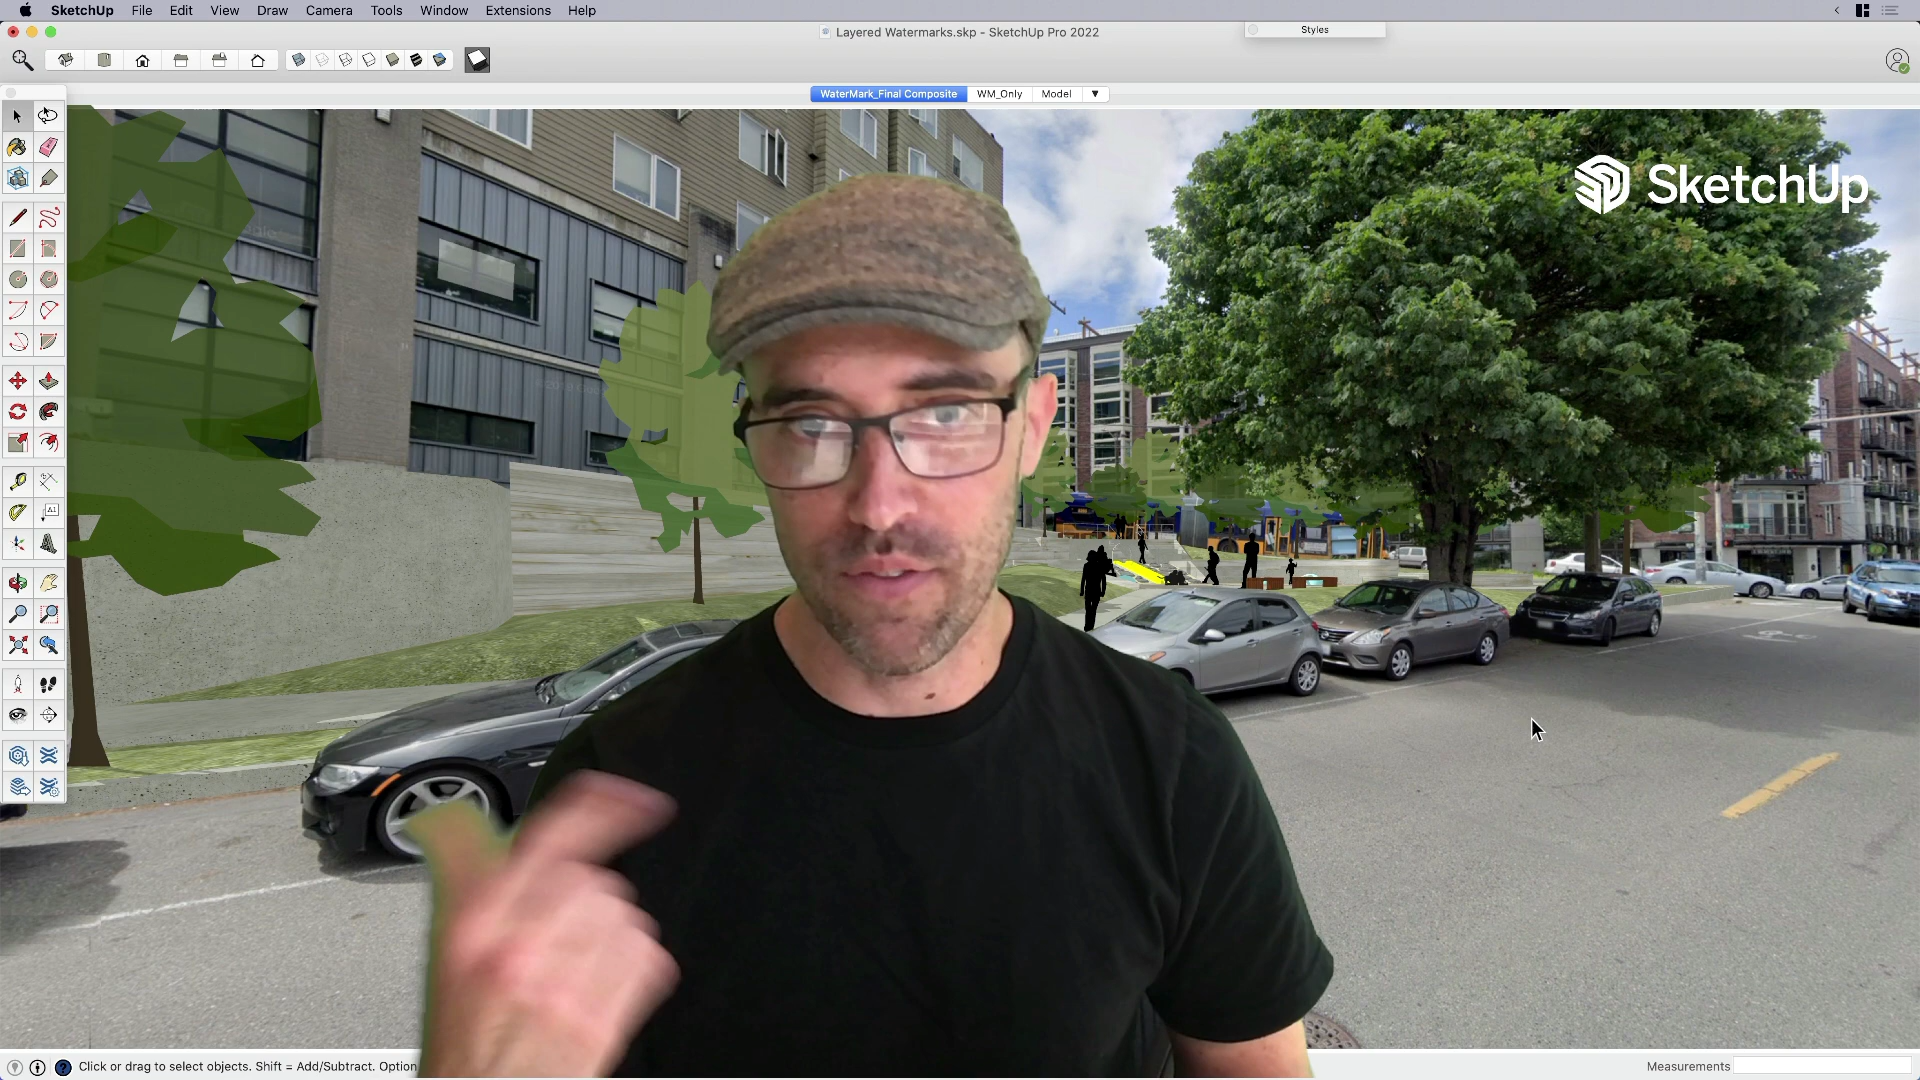 SketchUp File Edit View Draw Camera Tools Window Extensions Help
Layered Watermarks.skp - SketchUp Pro 2022
Styles
WaterMark_Final Composite WM_Only Model
SketchUp
A1
Click or drag to select objects. Shift = Add/Subtract. Option
Measurements